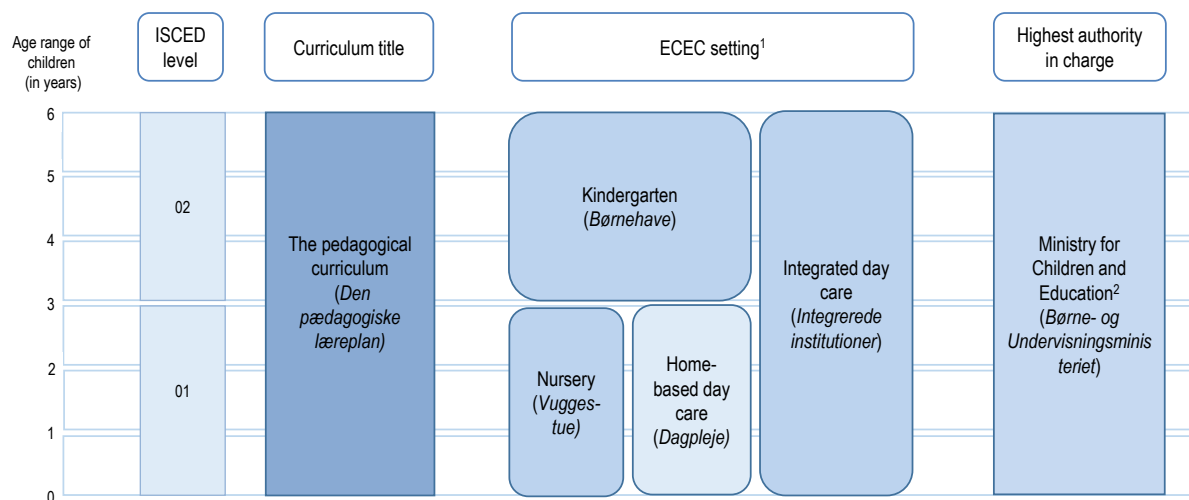 Age range of
children
(in years)
ISCED
level
Curriculum title
ECEC setting1
Highest authority
in charge
6
5
4
3
2
1
0
02
01
The pedagogical
curriculum
(Den
pædagogiske
læreplan)
Kindergarten
(Børnehave)
Nursery
(Vugges-
tue)
Home-
based day
care
(Dagpleje)
Integrated day
care
(Integrerede
institutioner)
Ministry for
Children and
Education2
(Børne- og
Undervisningsminis
teriet)